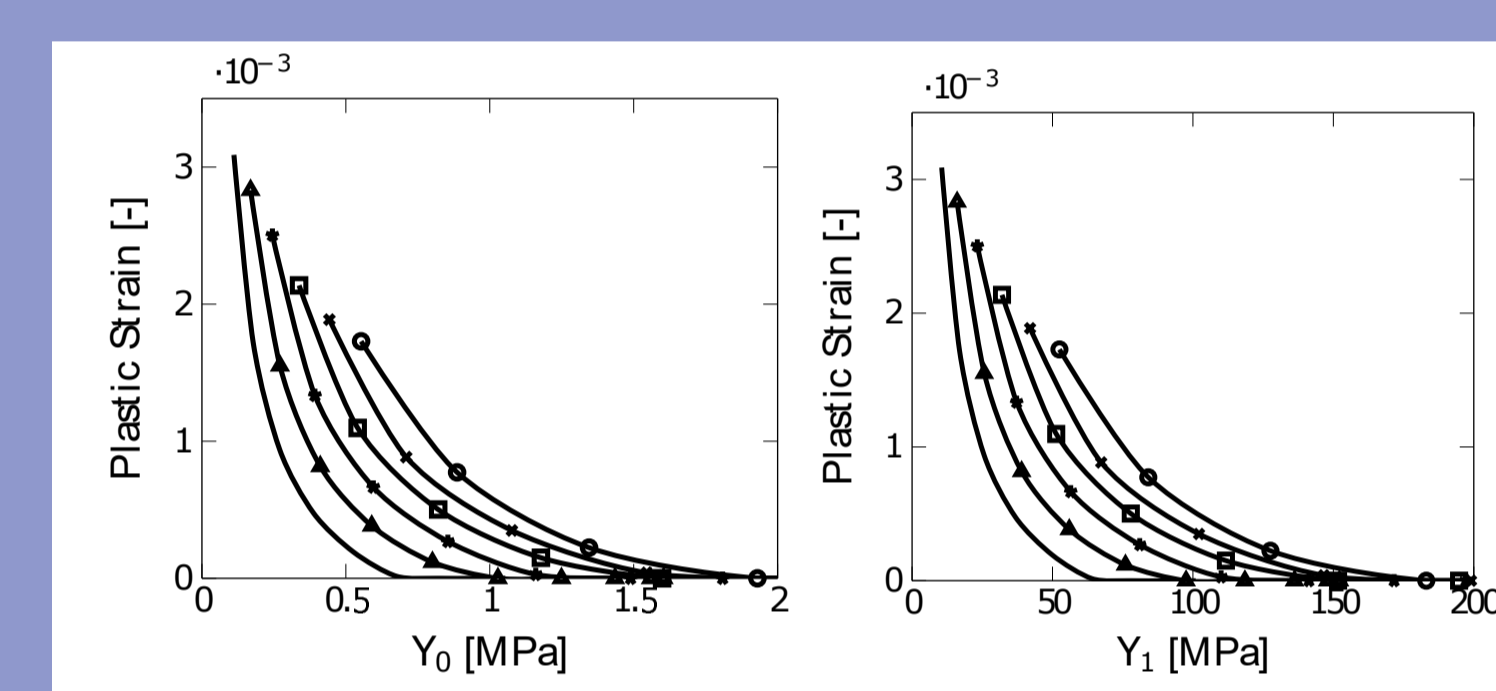 ·10⁻³
3
2
1
0
Plastic Strain [-]
0 0.5 1 1.5 2
Y₀ [MPa]
·10⁻³
3
2
1
0
Plastic Strain [-]
0 50 100 150 200
Y₁ [MPa]